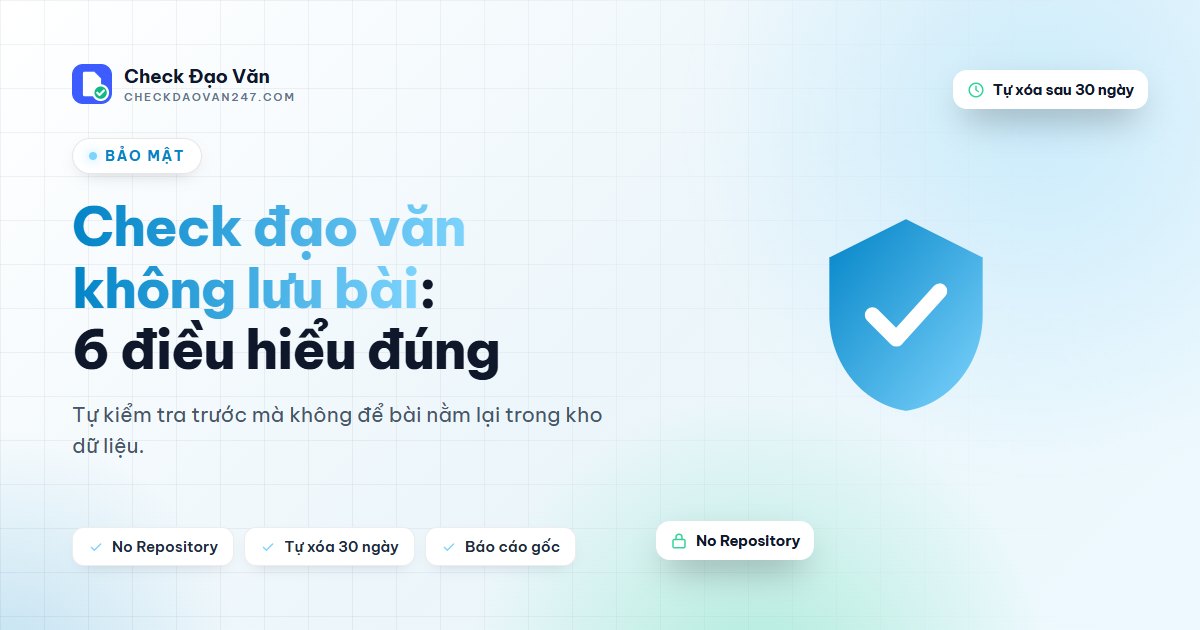 Check Đạo Văn
CHECKDAOVAN247.COM
Tự xóa sau 30 ngày
BẢO MẬT
Check đạo văn
không lưu bài:
6 điều hiểu đúng
Tự kiểm tra trước mà không để bài nằm lại trong kho
dữ liệu.
No Repository
Tự xóa 30 ngày
Báo cáo gốc
No Repository